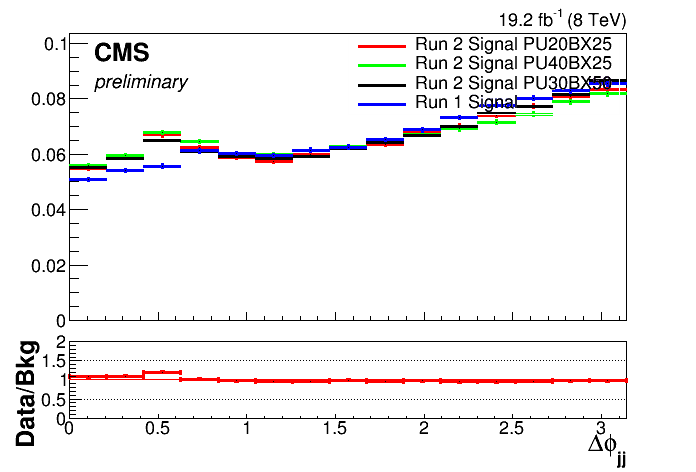 19.2 fb⁻¹ (8 TeV)
CMS
preliminary
Run 2 Signal PU20BX25
Run 2 Signal PU40BX25
Run 2 Signal PU30BX50
Run 1 Signal
0.1
0.08
0.06
0.04
0.02
0
Data/Bkg
2
1.5
1
0.5
0
0 0.5 1 1.5 2 2.5 3
Δϕjj